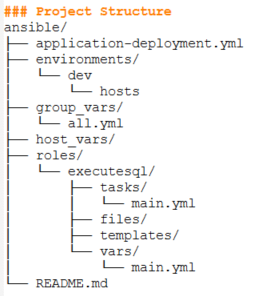 ### Project Structure
ansible/
├── application-deployment.yml
├── environments/
│   └── dev
│       └── hosts
├── group_vars/
│   └── all.yml
├── host_vars/
├── roles/
│   └── executesql/
│       ├── tasks/
│       │   └── main.yml
│       ├── files/
│       ├── templates/
│       └── vars/
│           └── main.yml
└── README.md